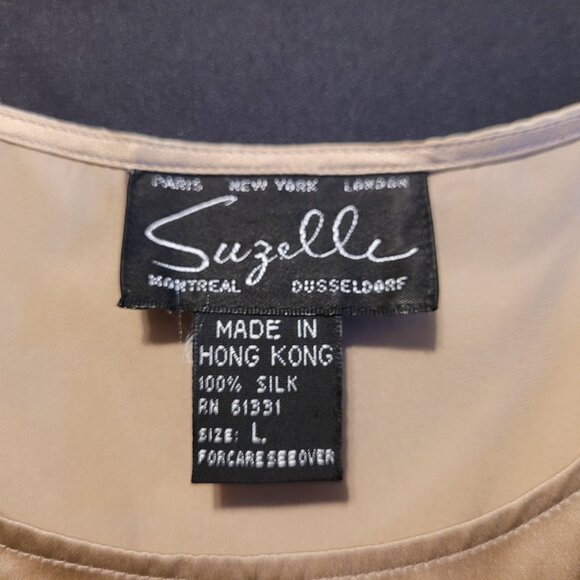 PARIS NEW YORK LONDON
Suzelle
MONTREAL DUSSELDORF
MADE IN
HONG KONG
100% SILK
RN 61331
SIZE: L
FORCARESEEOVER